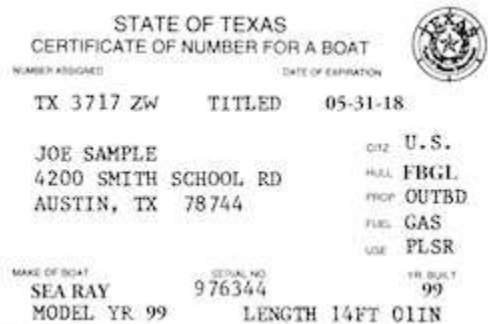 STATE OF TEXAS
CERTIFICATE OF NUMBER FOR A BOAT
NUMBER ASSIGNED DATE OF EXPIRATION
TX 3717 ZW TITLED 05-31-18
JOE SAMPLE
4200 SMITH SCHOOL RD
AUSTIN, TX 78744
CITZ U.S.
HULL FBGL
PROP OUTBD
FUEL GAS
USE PLSR
MAKE OF BOAT SERIAL NO. YR. BUILT
SEA RAY 976344 99
MODEL YR 99 LENGTH 14FT 01IN